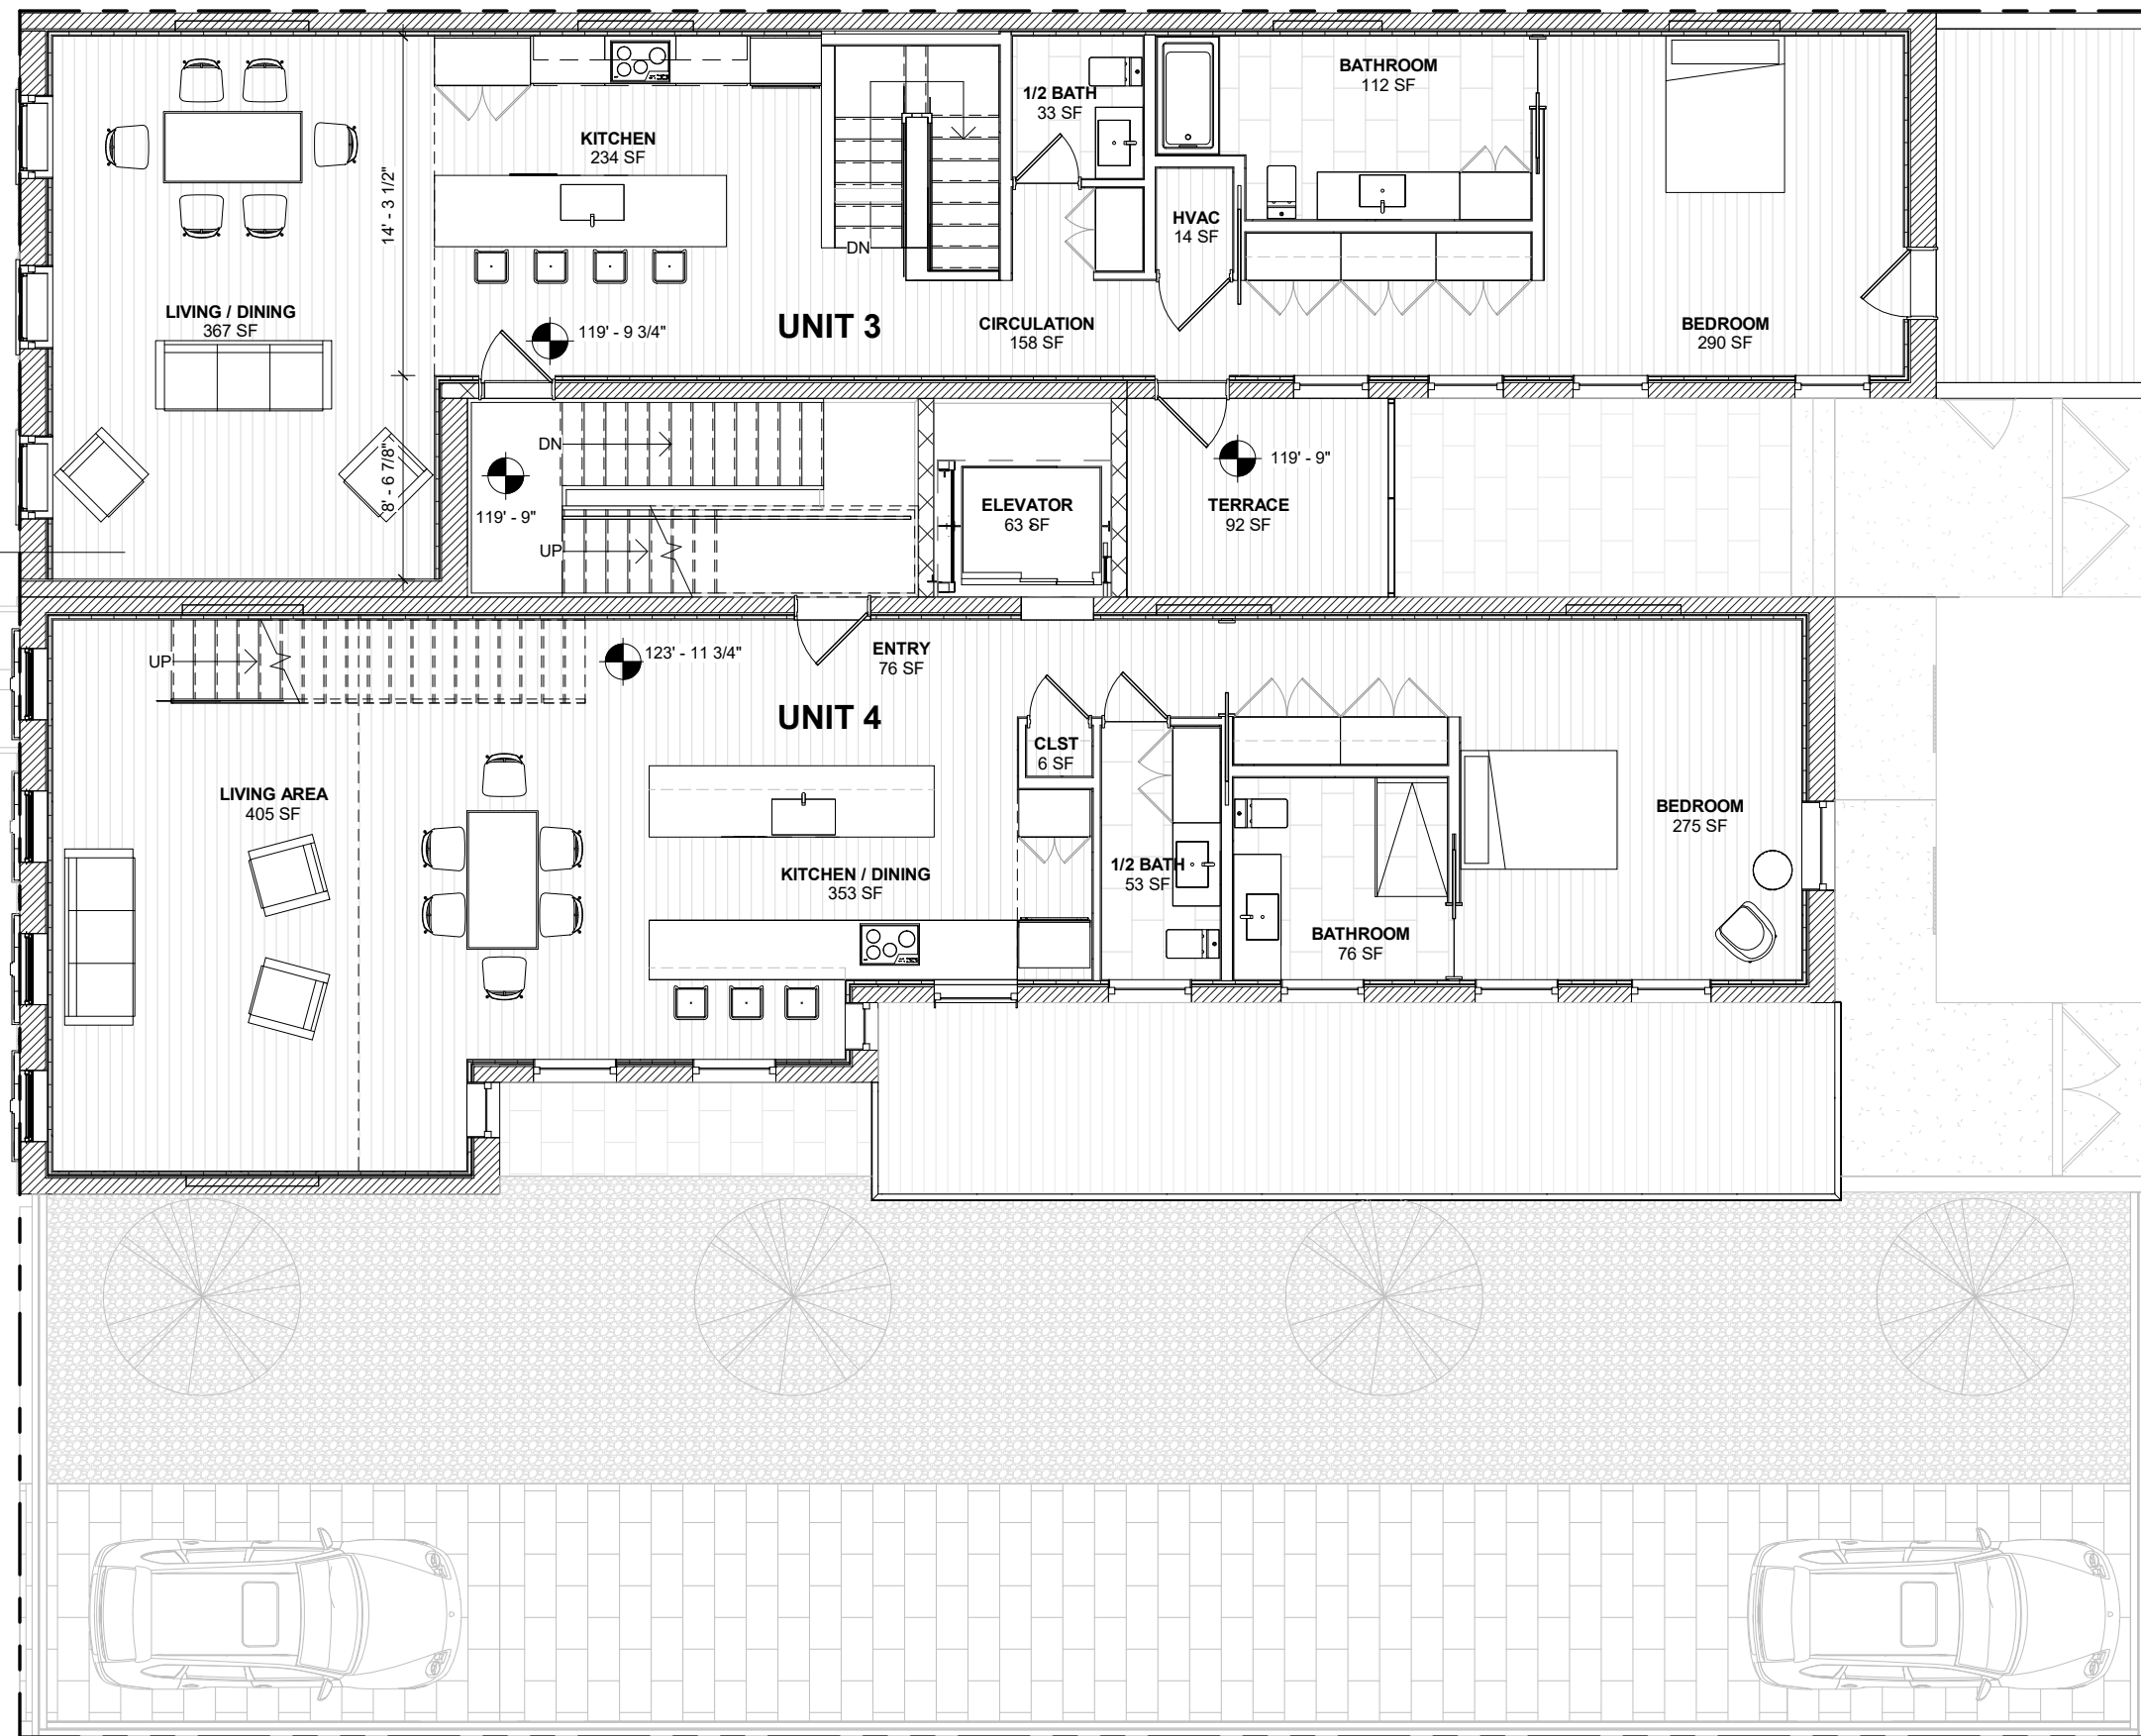 BATHROOM
112 SF
1/2 BATH
33 SF
KITCHEN
234 SF
14' - 3 1/2"
HVAC
14 SF
DN
LIVING / DINING
367 SF
119' - 9 3/4"
UNIT 3
CIRCULATION
158 SF
BEDROOM
290 SF
DN
8' - 6 7/8"
119' - 9"
119' - 9"
ELEVATOR
63 SF
TERRACE
92 SF
UP
UP
123' - 11 3/4"
ENTRY
76 SF
UNIT 4
CLST
6 SF
LIVING AREA
405 SF
BEDROOM
275 SF
KITCHEN / DINING
353 SF
1/2 BATH
53 SF
BATHROOM
76 SF